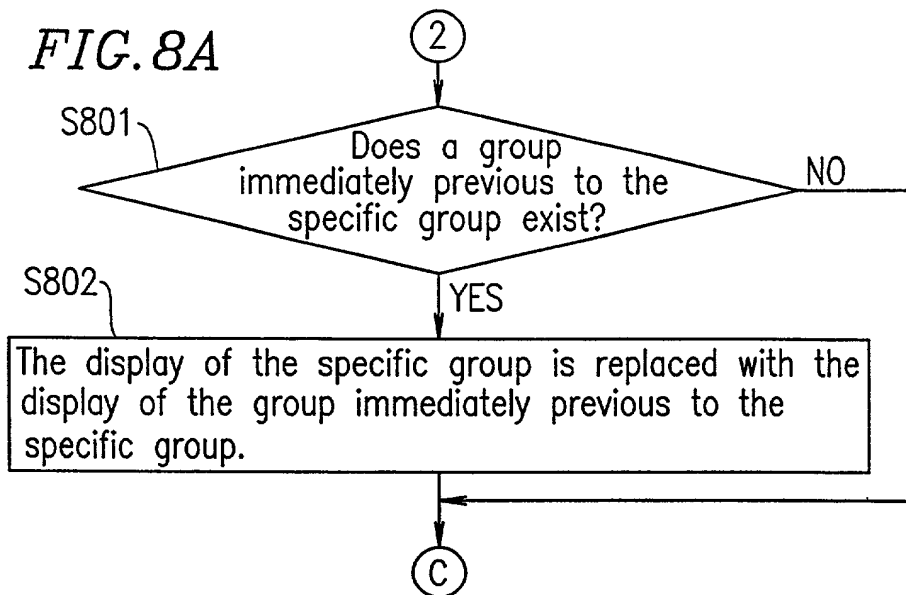 FIG. 8A
2
S801
Does a group
immediately previous to the
specific group exist?
NO
S802
YES
The display of the specific group is replaced with the
display of the group immediately previous to the
specific group.
C